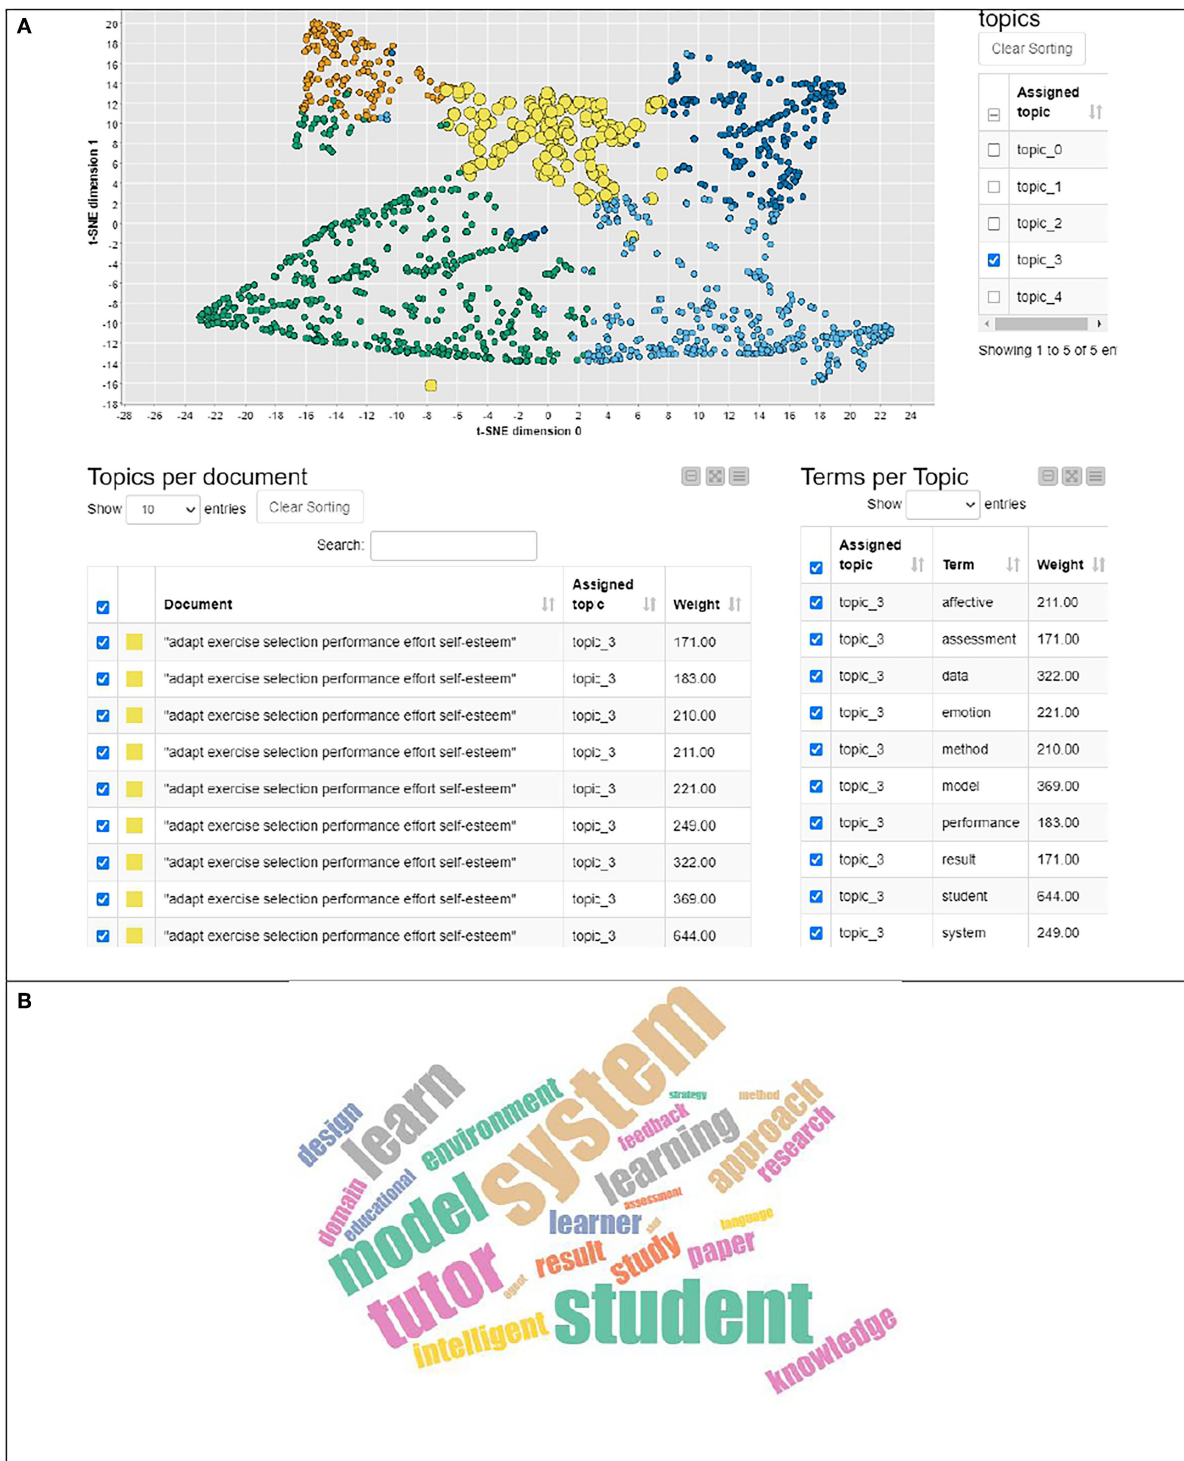 A
topics
Clear Sorting
Assigned topic
topic_0
topic_1
topic_2
topic_3
topic_4
Showing 1 to 5 of 5 en
t-SNE dimension 1
20
18
16
14
12
10
8
6
4
2
0
-2
-4
-6
-8
-10
-12
-14
-16
-18
-28 -26 -24 -22 -20 -18 -16 -14 -12 -10 -8 -6 -4 -2 0 2 4 6 8 10 12 14 16 18 20 22 24
t-SNE dimension 0
Topics per document
Show 10 entries Clear Sorting
Search:
Document Assigned topic Weight
"adapt exercise selection performance effort self-esteem" topic_3 171.00
"adapt exercise selection performance effort self-esteem" topic_3 183.00
"adapt exercise selection performance effort self-esteem" topic_3 210.00
"adapt exercise selection performance effort self-esteem" topic_3 211.00
"adapt exercise selection performance effort self-esteem" topic_3 221.00
"adapt exercise selection performance effort self-esteem" topic_3 249.00
"adapt exercise selection performance effort self-esteem" topic_3 322.00
"adapt exercise selection performance effort self-esteem" topic_3 369.00
"adapt exercise selection performance effort self-esteem" topic_3 644.00
Terms per Topic
Show entries
Assigned topic Term Weight
topic_3 affective 211.00
topic_3 assessment 171.00
topic_3 data 322.00
topic_3 emotion 221.00
topic_3 method 210.00
topic_3 model 369.00
topic_3 performance 183.00
topic_3 result 171.00
topic_3 student 644.00
topic_3 system 249.00
B
system
design
learn
environment
strategy
method
feedback
learning
approach
research
domain
educational
model
assessment
learner
skill
language
tutor
agent
result
study
paper
intelligent
student
knowledge